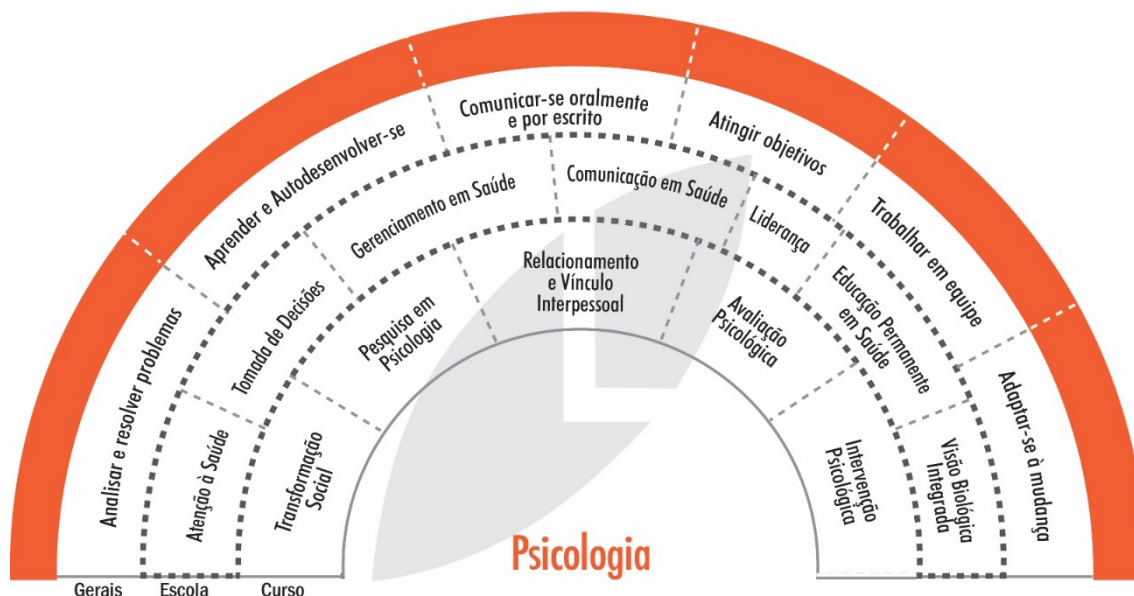 Analisar e resolver problemas
Aprender e Autodesenvolver-se
Comunicar-se oralmente
e por escrito
Atingir objetivos
Trabalhar em equipe
Adaptar-se à mudança
Atenção à Saúde
Tomada de Decisões
Gerenciamento em Saúde
Comunicação em Saúde
Liderança
Educação Permanente
em Saúde
Visão Biológica
Integrada
Transformação
Social
Pesquisa em
Psicologia
Relacionamento
e Vínculo
Interpessoal
Avaliação
Psicológica
Intervenção
Psicológica
Psicologia
Gerais
Escola
Curso